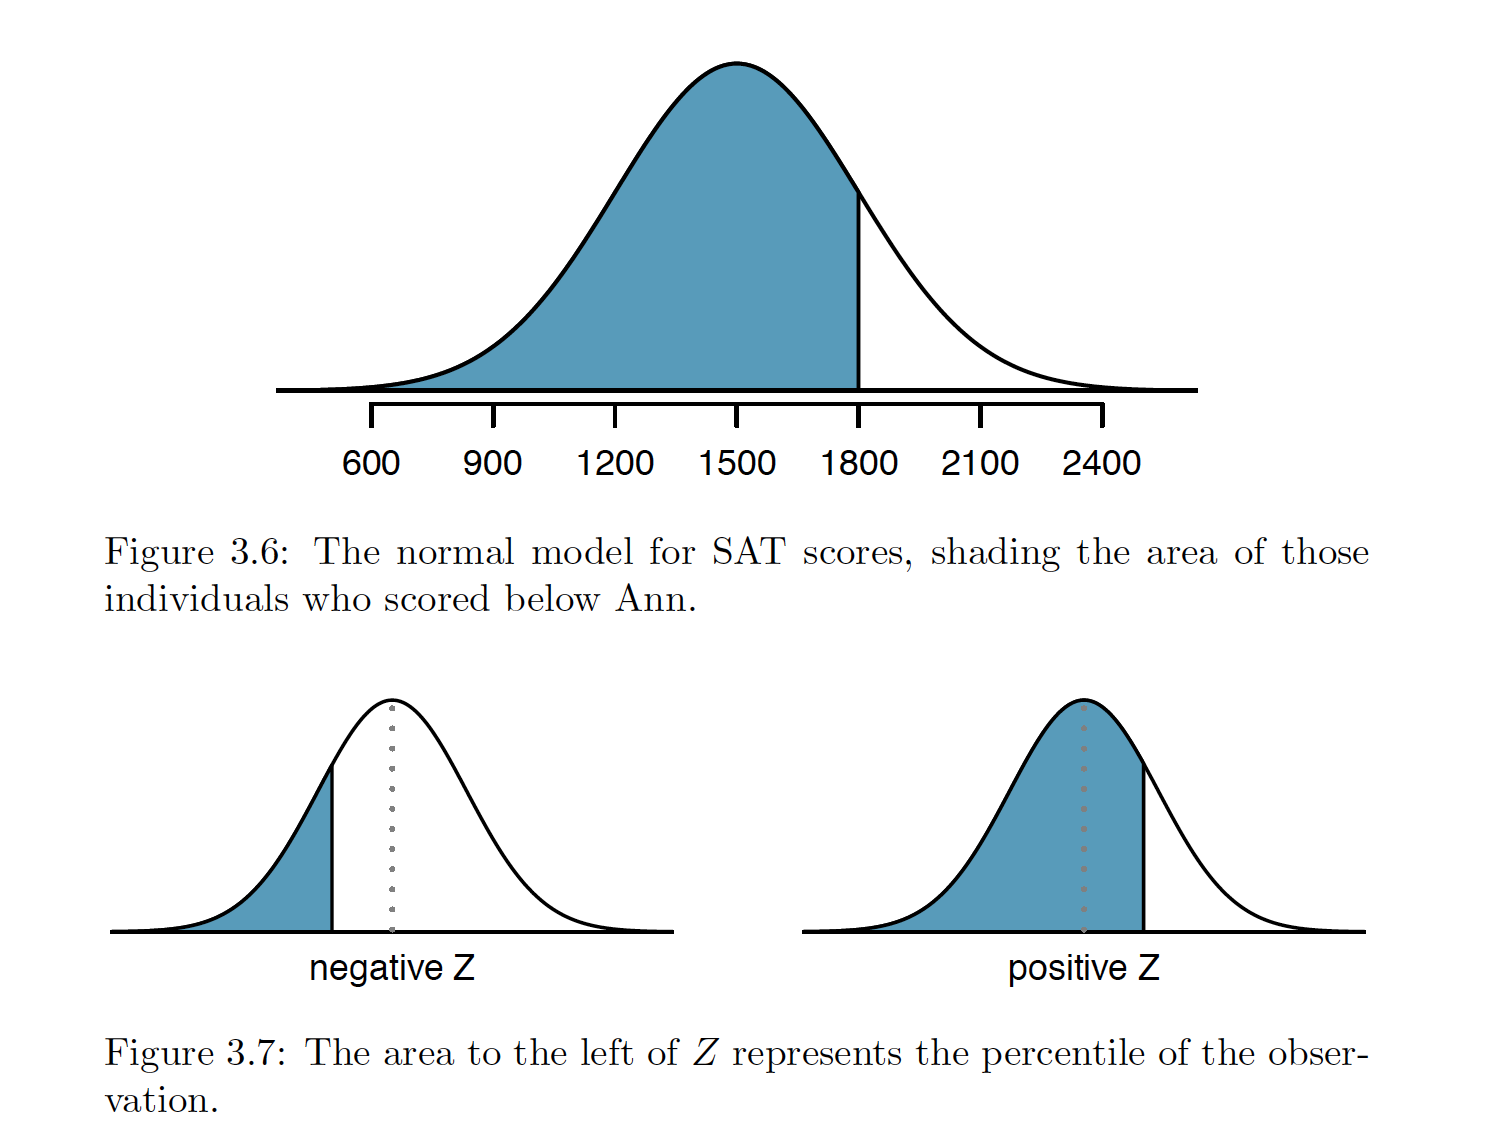 600 900 1200 1500 1800 2100 2400
Figure 3.6: The normal model for SAT scores, shading the area of those
individuals who scored below Ann.
negative Z positive Z
Figure 3.7: The area to the left of Z represents the percentile of the obser-
vation.